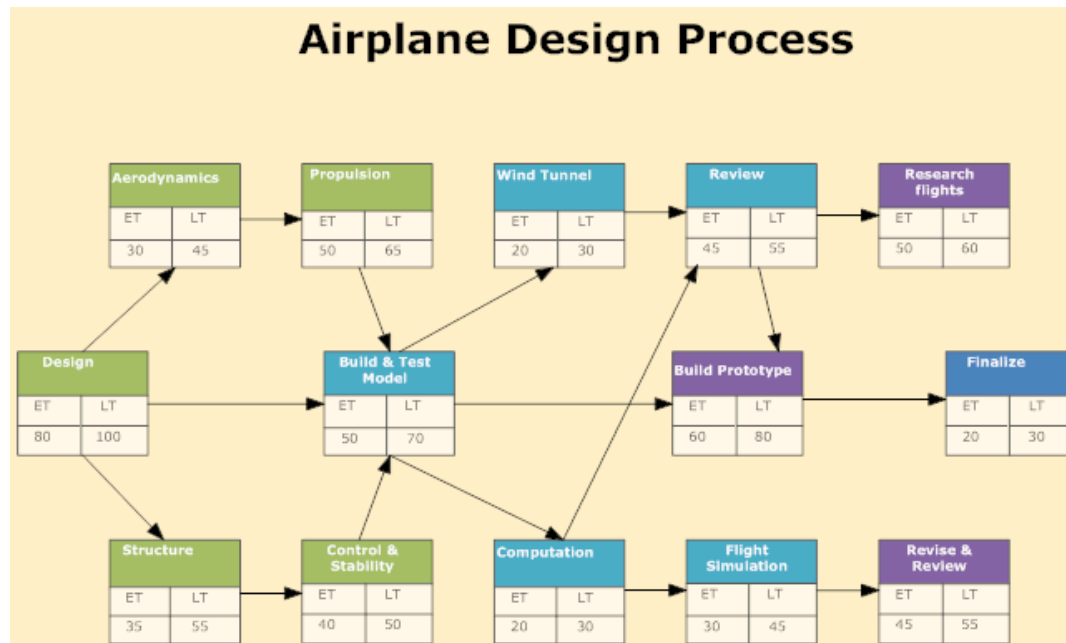 Airplane Design Process
Aerodynamics
ET LT
30 45
Propulsion
ET LT
50 65
Wind Tunnel
ET LT
20 30
Review
ET LT
45 55
Research
flights
ET LT
50 60
Design
ET LT
80 100
Build & Test
Model
ET LT
50 70
Build Prototype
ET LT
60 80
Finalize
ET LT
20 30
Structure
ET LT
35 55
Control &
Stability
ET LT
40 50
Computation
ET LT
20 30
Flight
Simulation
ET LT
30 45
Revise &
Review
ET LT
45 55